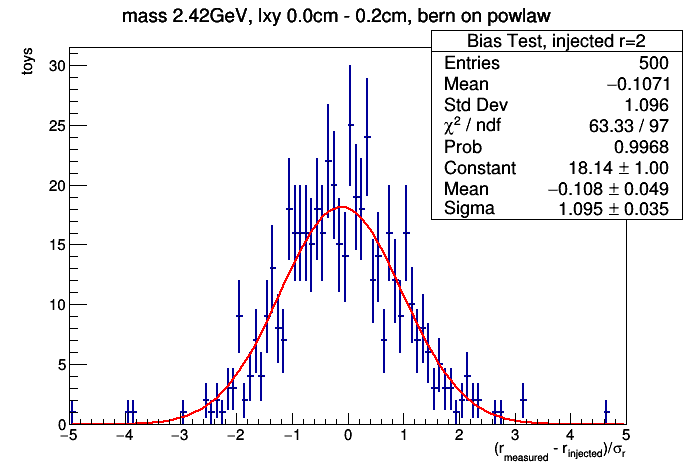 mass 2.42GeV, lxy 0.0cm - 0.2cm, bern on powlaw
toys
Bias Test, injected r=2
Entries 500
Mean −0.1071
Std Dev 1.096
χ² / ndf 63.33 / 97
Prob 0.9968
Constant 18.14 ± 1.00
Mean −0.108 ± 0.049
Sigma 1.095 ± 0.035
30
25
20
15
10
5
0
−5 −4 −3 −2 −1 0 1 2 3 4 5
(r_measured - r_injected)/σ_r